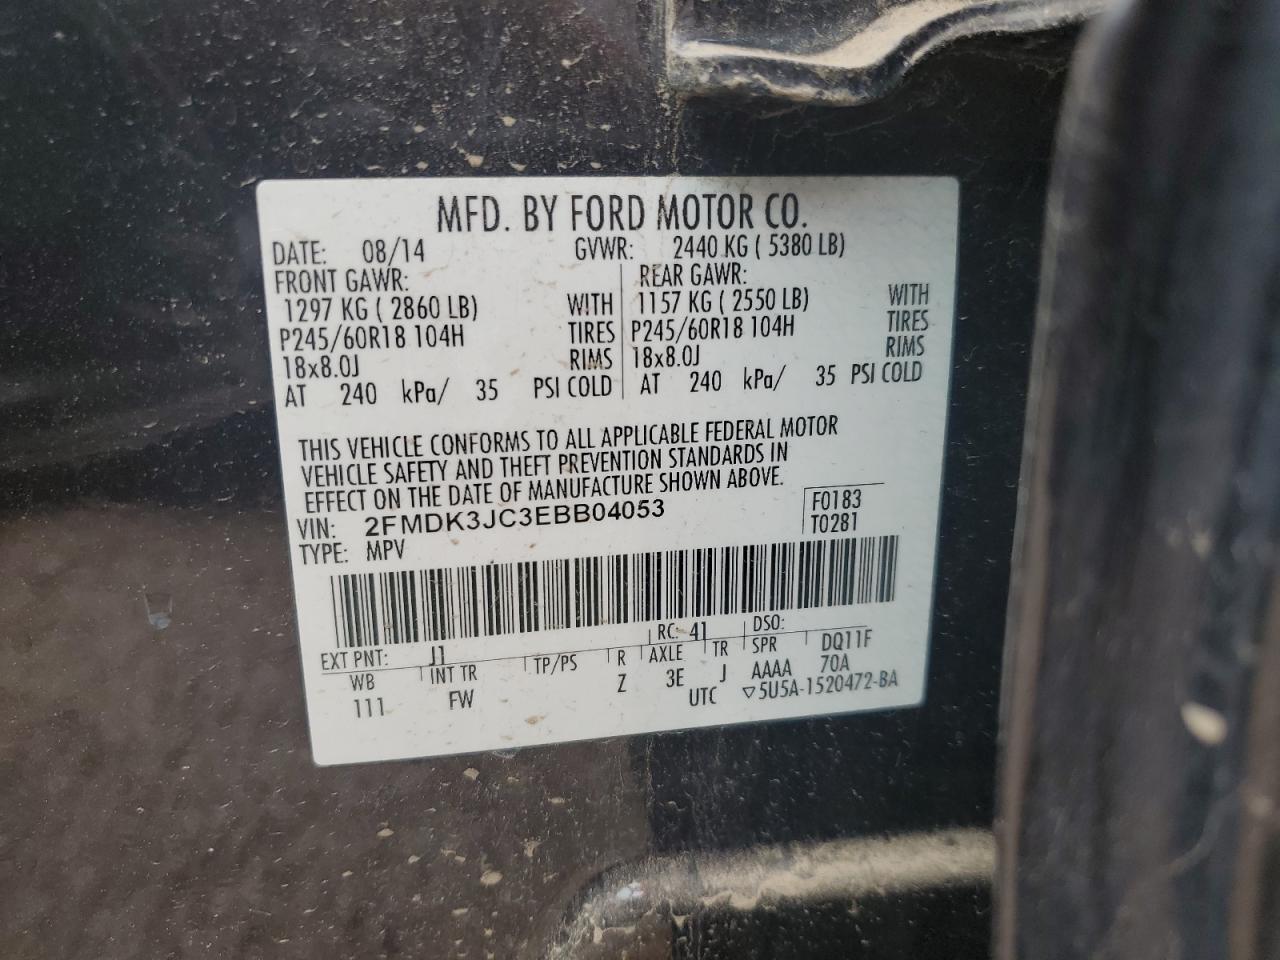 MFD. BY FORD MOTOR CO.
DATE: 08/14 GVWR: 2440 KG ( 5380 LB)
FRONT GAWR: REAR GAWR:
1297 KG ( 2860 LB) WITH 1157 KG ( 2550 LB) WITH
P245/60R18 104H TIRES P245/60R18 104H TIRES
18x8.0J RIMS 18x8.0J RIMS
AT 240 kPa/ 35 PSI COLD AT 240 kPa/ 35 PSI COLD
THIS VEHICLE CONFORMS TO ALL APPLICABLE FEDERAL MOTOR
VEHICLE SAFETY AND THEFT PREVENTION STANDARDS IN
EFFECT ON THE DATE OF MANUFACTURE SHOWN ABOVE.
VIN: 2FMDK3JC3EBB04053 F0183
TYPE: MPV T0281
EXT PNT: J1 RC: 41 DSO:
WB INT TR TP/PS R AXLE TR SPR DQ11F
111 FW Z 3E J AAAA 70A
UTC ▽5U5A-1520472-BA